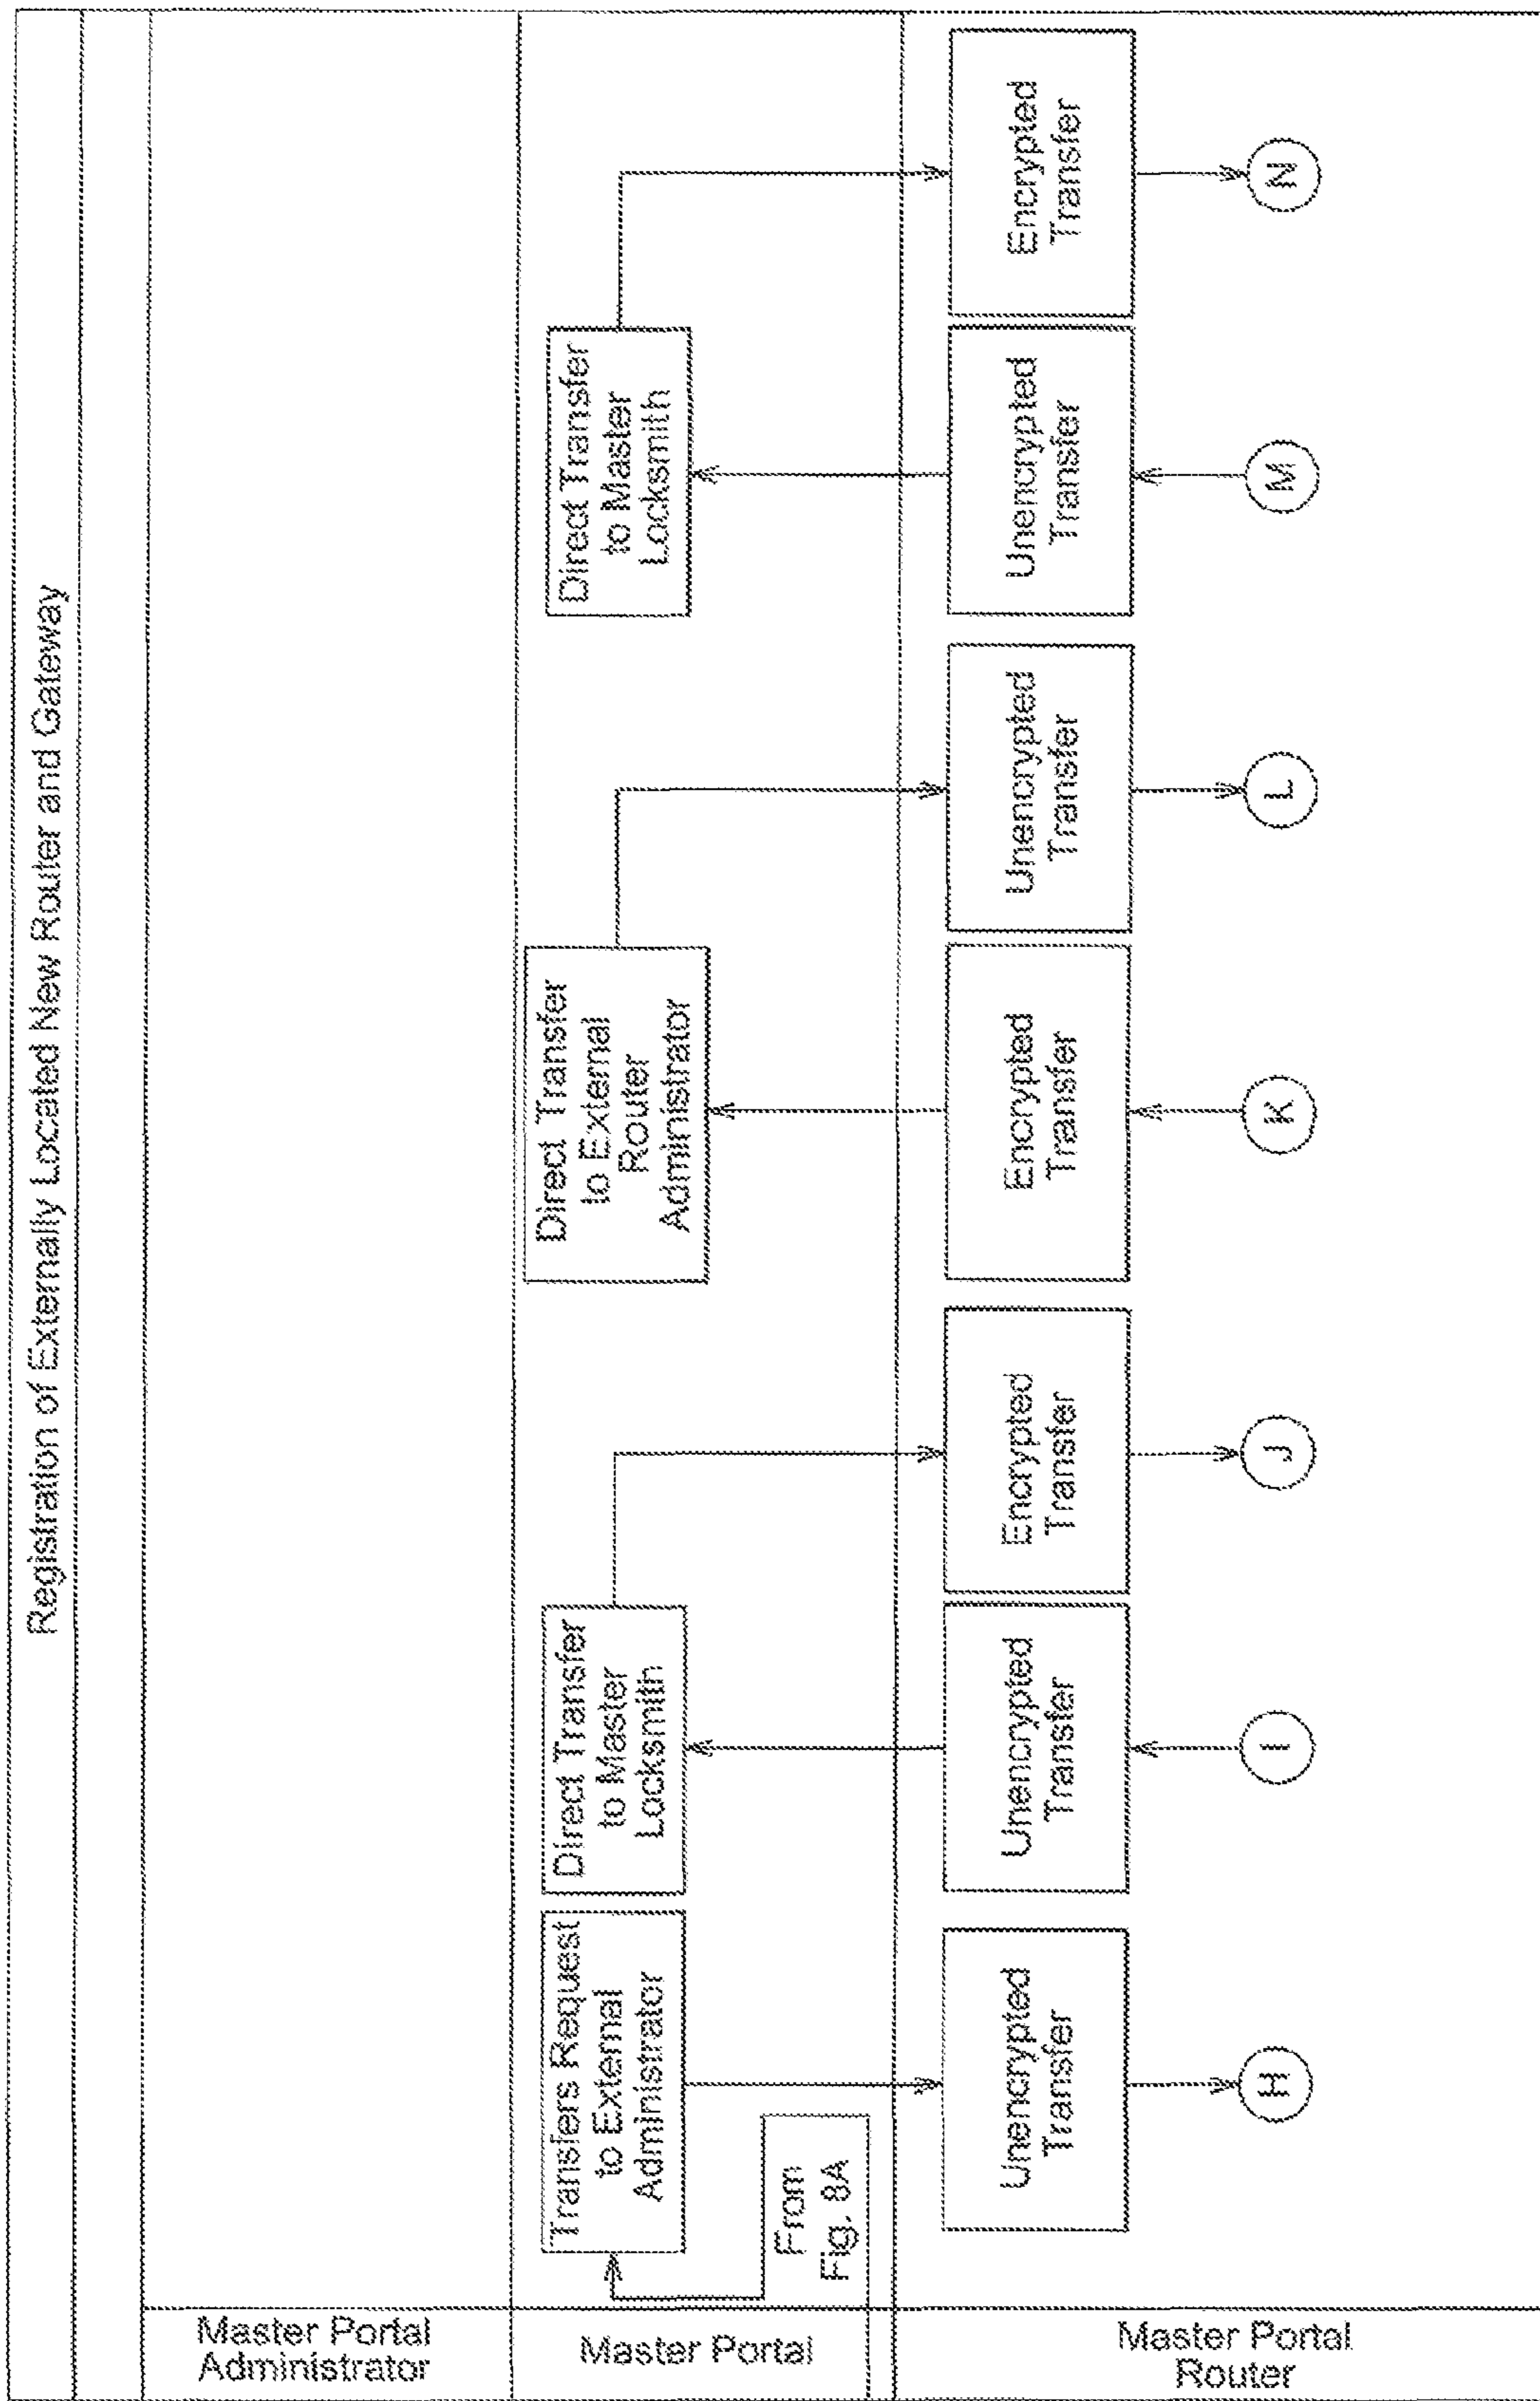 Registration of Externally Located New Router and Gateway
Master Portal
Administrator
Master Portal
From
Fig. 8A
Transfers Request
to External
Administrator
Direct Transfer
to Master
Locksmith
Direct Transfer
to External
Router
Administrator
Direct Transfer
to Master
Locksmith
Master Portal
Router
Unencrypted
Transfer
Unencrypted
Transfer
Encrypted
Transfer
Encrypted
Transfer
Unencrypted
Transfer
Unencrypted
Transfer
Encrypted
Transfer
H
I
J
K
L
M
N